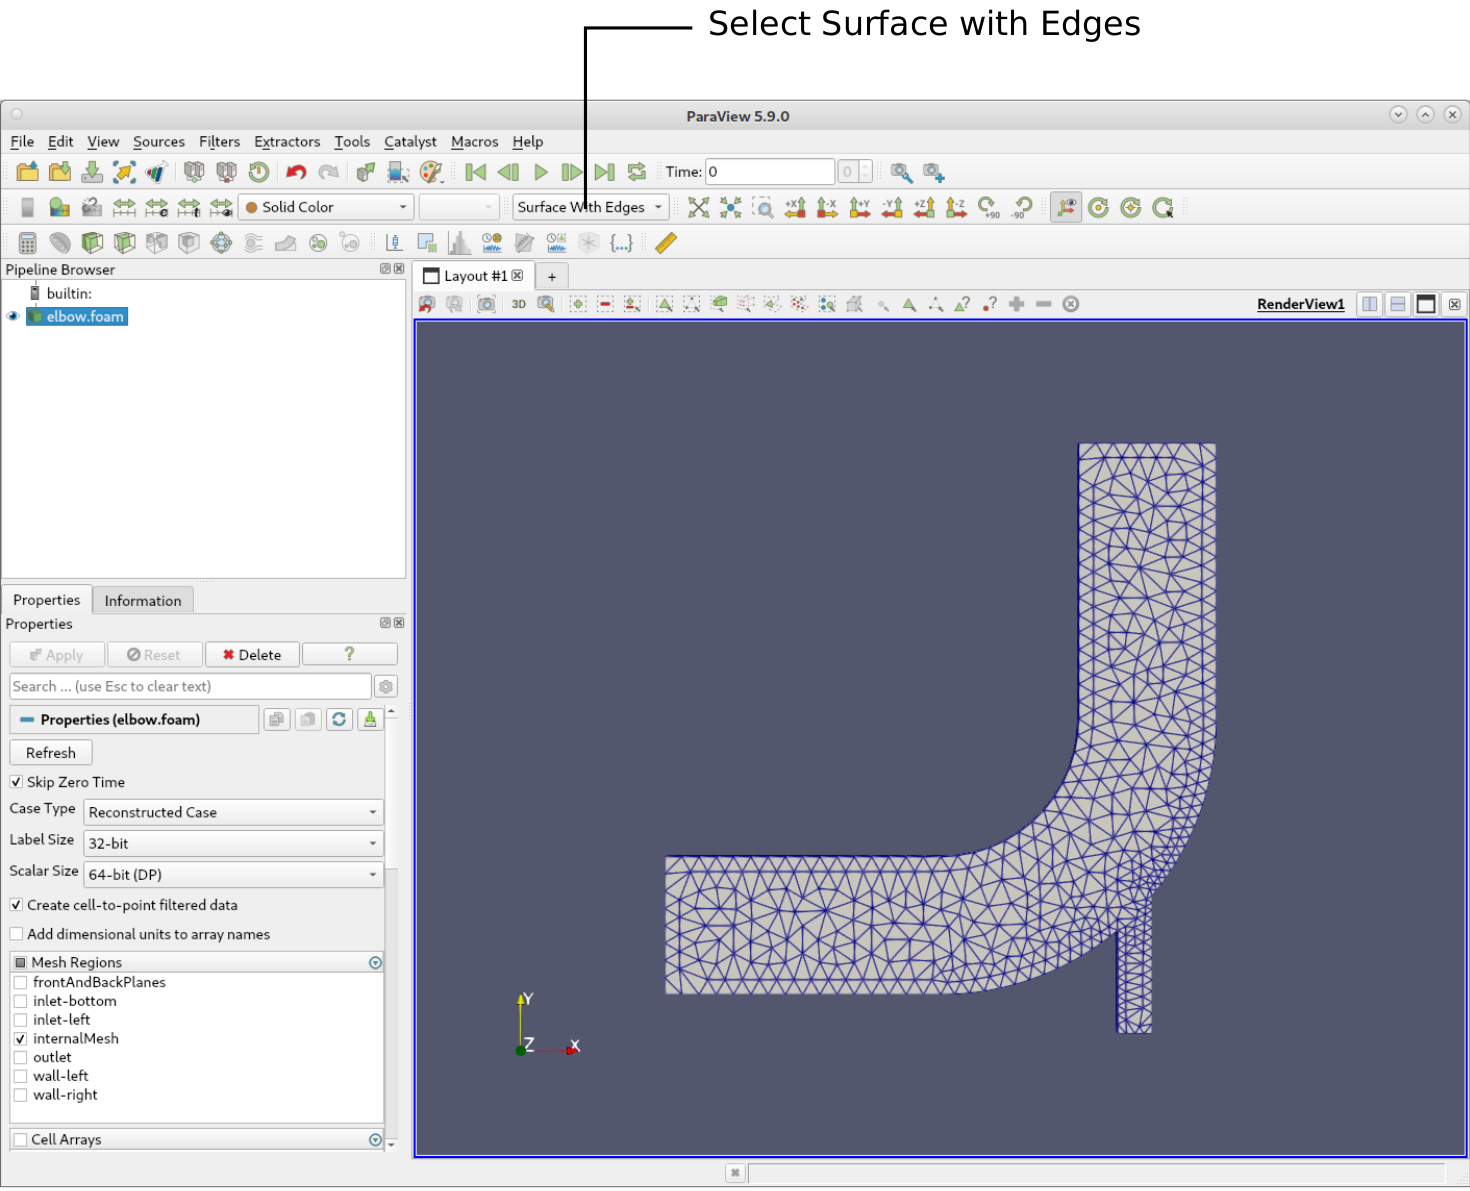 Select Surface with Edges
ParaView 5.9.0
File Edit View Sources Filters Extractors Tools Catalyst Macros Help
Time: 0 0
Solid Color Surface With Edges +X -X +Y -Y +Z -Z +90 -90
Pipeline Browser
Layout #1 +
builtin:
3D RenderView1
elbow.foam
Properties Information
Properties
Apply Reset Delete ?
Search ... (use Esc to clear text)
Properties (elbow.foam)
Refresh
Skip Zero Time
Case Type Reconstructed Case
Label Size 32-bit
Scalar Size 64-bit (DP)
Create cell-to-point filtered data
Add dimensional units to array names
Mesh Regions
frontAndBackPlanes
inlet-bottom
inlet-left
internalMesh
outlet
wall-left
wall-right
Cell Arrays
Y
Z X